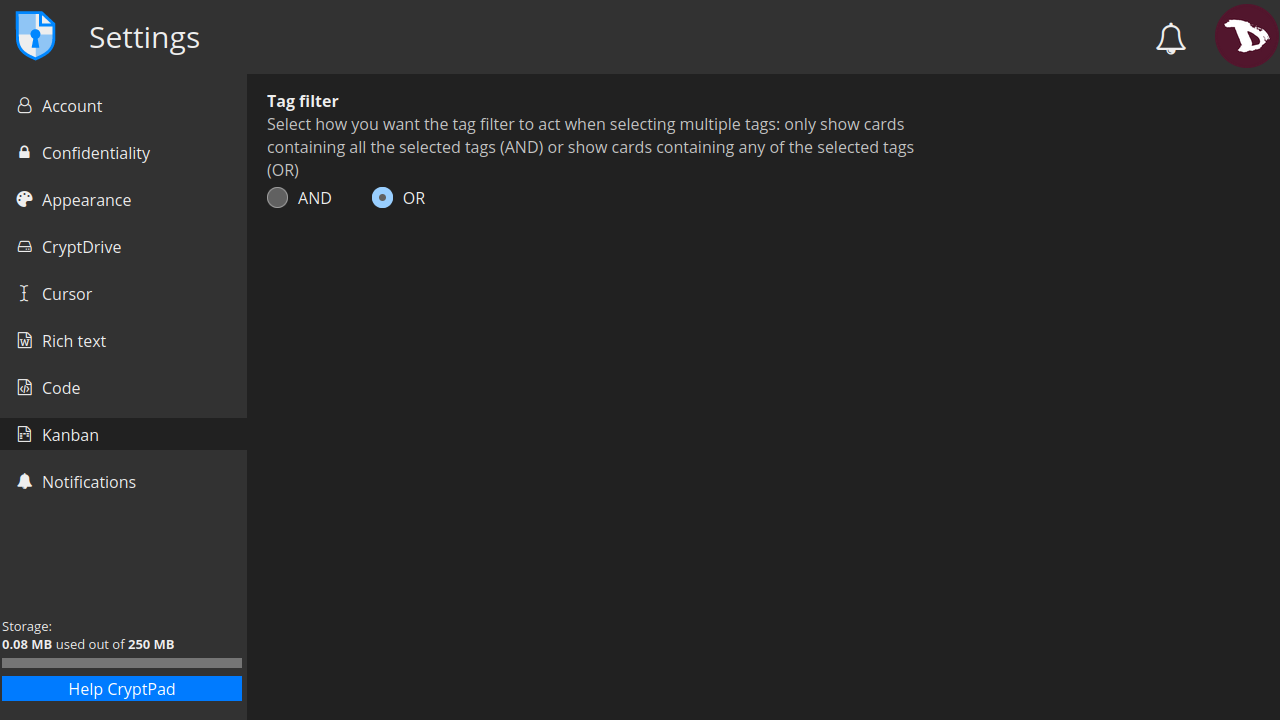 Settings
Account
Confidentiality
Appearance
CryptDrive
Cursor
Rich text
Code
Kanban
Notifications
Storage:
0.08 MB used out of 250 MB
Help CryptPad
Tag filter
Select how you want the tag filter to act when selecting multiple tags: only show cards
containing all the selected tags (AND) or show cards containing any of the selected tags
(OR)
AND OR